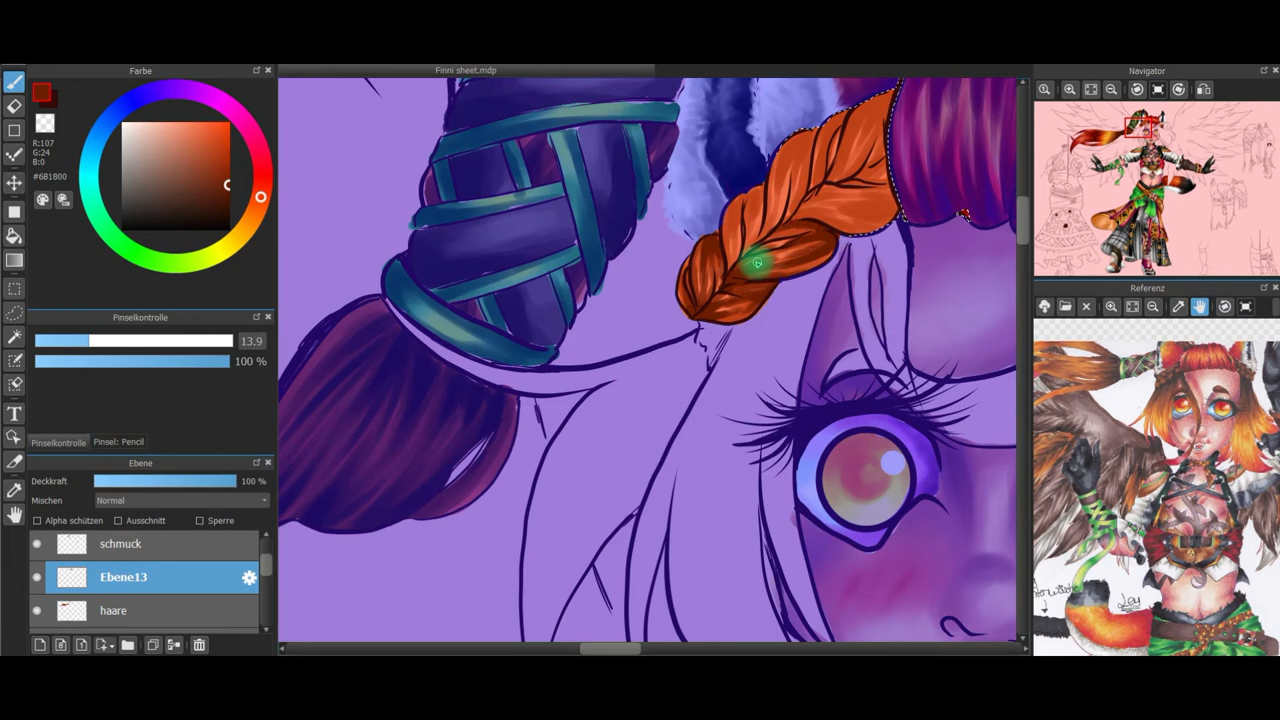 Farbe
Finni sheet.mdp
Navigator
R:107
G:24
B:0
#6B1800
Referenz
Pinselkontrolle
13.9
100 %
Pinselkontrolle
Pinsel: Pencil
Ebene
Deckkraft
100 %
Mischen
Normal
Alpha schützen
Ausschnitt
Sperre
schmuck
Ebene13
haare